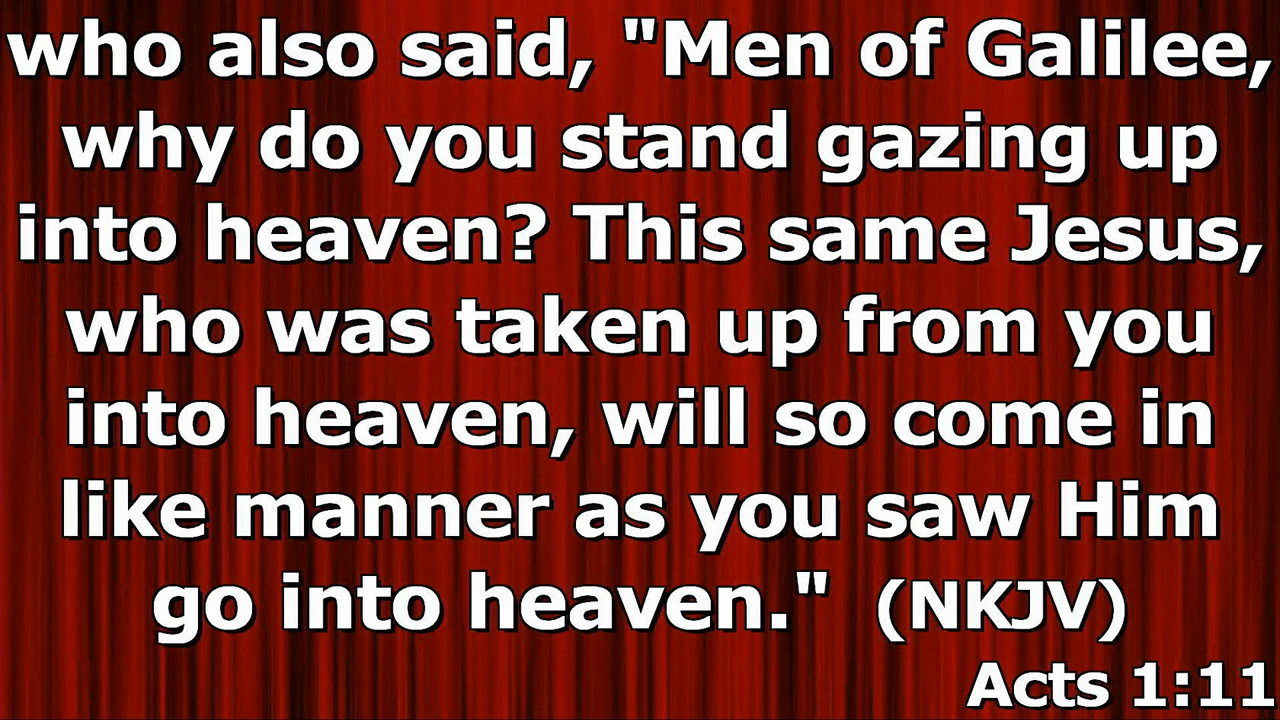 who also said, "Men of Galilee,
why do you stand gazing up
into heaven? This same Jesus,
who was taken up from you
into heaven, will so come in
like manner as you saw Him
go into heaven." (NKJV)
Acts 1:11